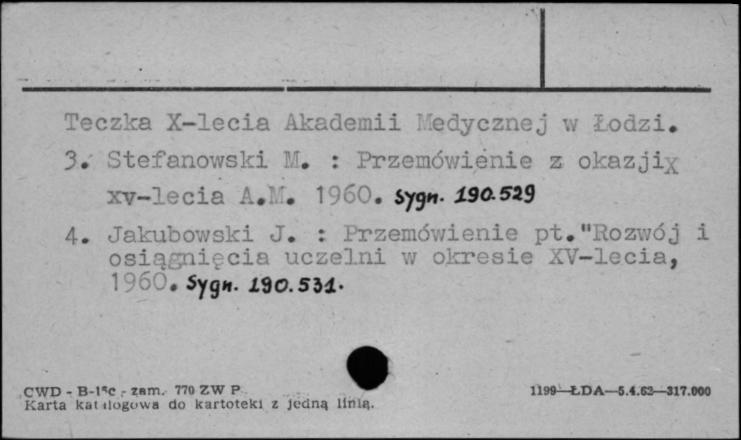 Teczka X-lecia Akademii Medycznej w Łodzi.
3. Stefanowski M. : Przemówienie z okazjix
xv-lecia A.M. 1960. Sygn. 190.529
4. Jakubowski J. : Przemówienie pt."Rozwój i
osiągnięcia uczelni w okresie XV-lecia,
1960. Sygn. 190.531.
CWD - B-15c - zam. 770 ZW P.
1199—ŁDA—5.4.62—317.000
Karta katalogowa do kartoteki z jedną linią.